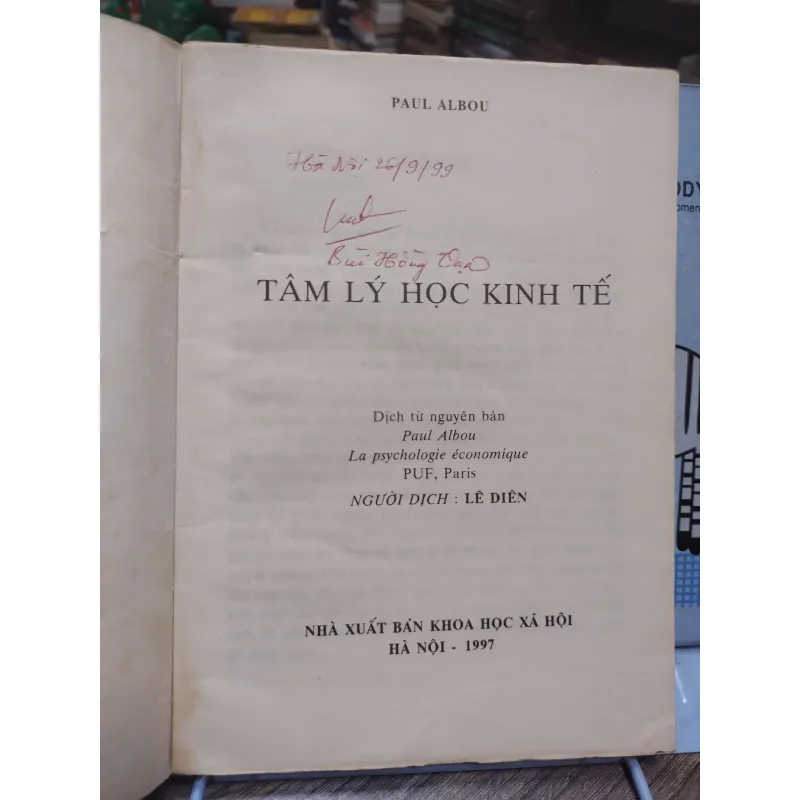 PAUL ALBOU
Hà Nội 26/9/99
Bùi Hồng
TÂM LÝ HỌC KINH TẾ
Dịch từ nguyên bản
Paul Albou
La psychologie économique
PUF, Paris
NGƯỜI DỊCH : LÊ DIÊN
NHÀ XUẤT BẢN KHOA HỌC XÃ HỘI
HÀ NỘI - 1997